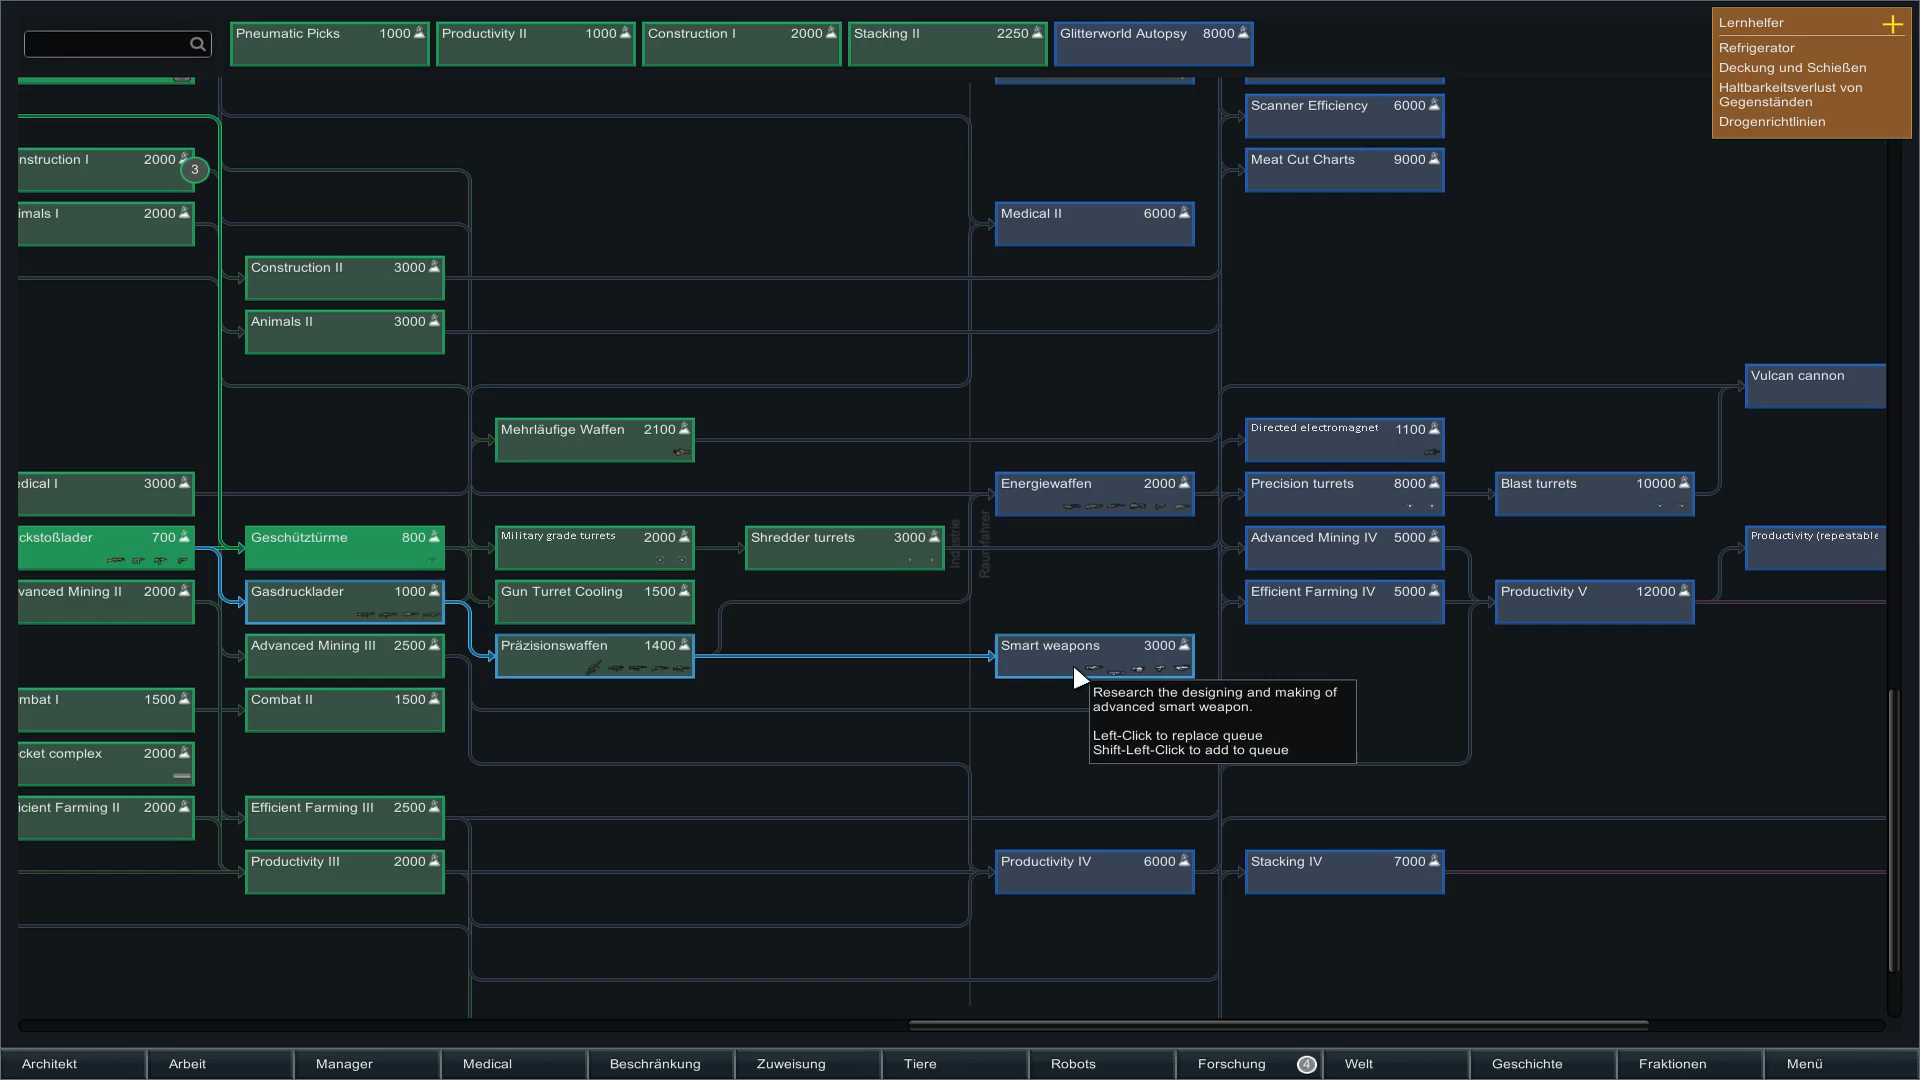 Pneumatic Picks 1000
Productivity II 1000
Construction I 2000
Stacking II 2250
Glitterworld Autopsy 8000
Lernhelfer
Refrigerator
Deckung und Schießen
Haltbarkeitsverlust von
Gegenständen
Drogenrichtlinien
Scanner Efficiency 6000
nstruction I 2000
3
Meat Cut Charts 9000
imals I 2000
Medical II 6000
Construction II 3000
Animals II 3000
Vulcan cannon
Mehrläufige Waffen 2100
Directed electromagnet 1100
edical I 3000
Energiewaffen 2000
Precision turrets 8000
Blast turrets 10000
ckstoßlader 700
Geschütztürme 800
Military grade turrets 2000
Shredder turrets 3000
Industrie
Raumfahrer
Advanced Mining IV 5000
Productivity (repeatable
vanced Mining II 2000
Gasdrucklader 1000
Gun Turret Cooling 1500
Efficient Farming IV 5000
Productivity V 12000
Advanced Mining III 2500
Präzisionswaffen 1400
Smart weapons 3000
Research the designing and making of
advanced smart weapon.
Left-Click to replace queue
Shift-Left-Click to add to queue
mbat I 1500
Combat II 1500
cket complex 2000
icient Farming II 2000
Efficient Farming III 2500
Productivity III 2000
Productivity IV 6000
Stacking IV 7000
Architekt
Arbeit
Manager
Medical
Beschränkung
Zuweisung
Tiere
Robots
Forschung 4
Welt
Geschichte
Fraktionen
Menü